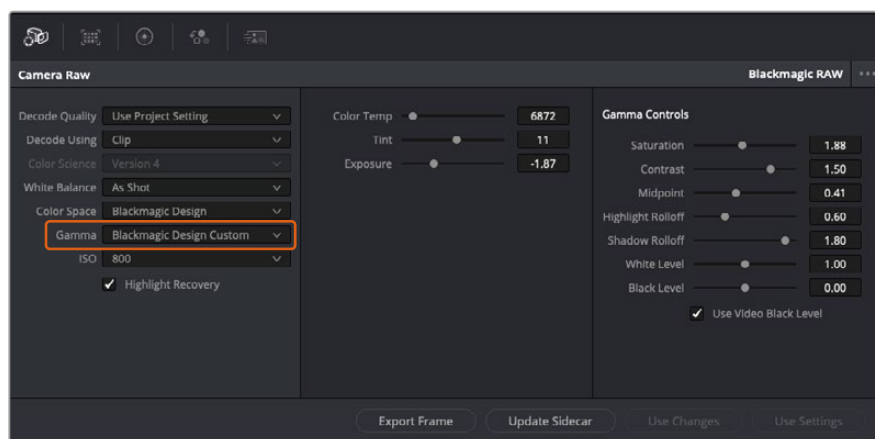 Camera Raw
Blackmagic RAW
Decode Quality Use Project Setting
Decode Using Clip
Color Science Version 4
White Balance As Shot
Color Space Blackmagic Design
Gamma Blackmagic Design Custom
ISO 800
Highlight Recovery
Color Temp 6872
Tint 11
Exposure -1.87
Gamma Controls
Saturation 1.88
Contrast 1.50
Midpoint 0.41
Highlight Rolloff 0.60
Shadow Rolloff 1.80
White Level 1.00
Black Level 0.00
Use Video Black Level
Export Frame
Update Sidecar
Use Changes
Use Settings